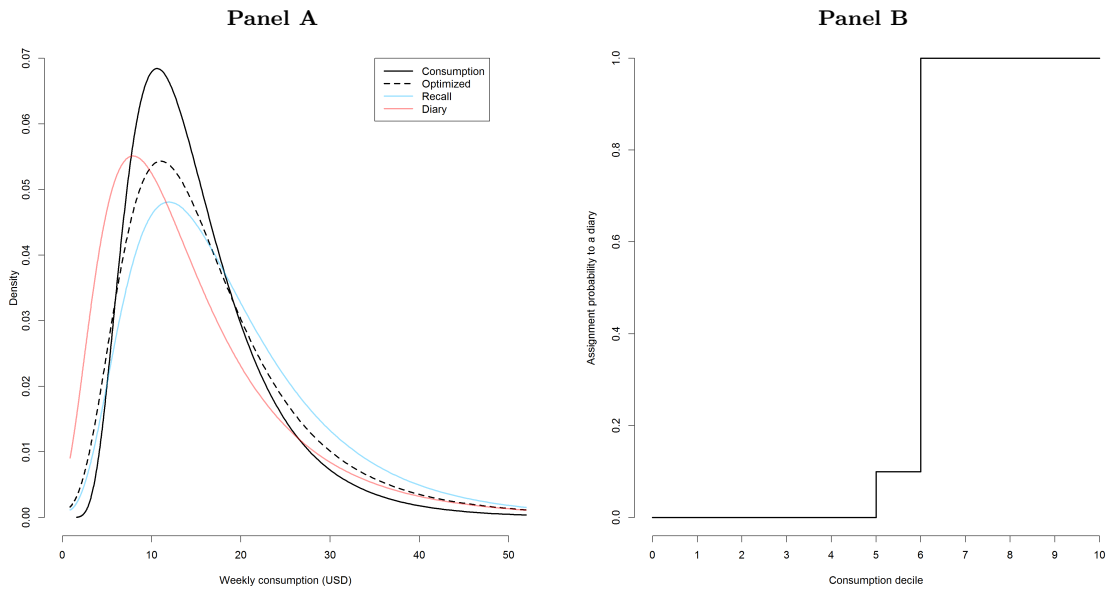 Panel A
Density
0.00
0.01
0.02
0.03
0.04
0.05
0.06
0.07
Consumption
Optimized
Recall
Diary
0 10 20 30 40 50
Weekly consumption (USD)
Panel B
Assignment probability to a diary
0.0
0.2
0.4
0.6
0.8
1.0
0 1 2 3 4 5 6 7 8 9 10
Consumption decile